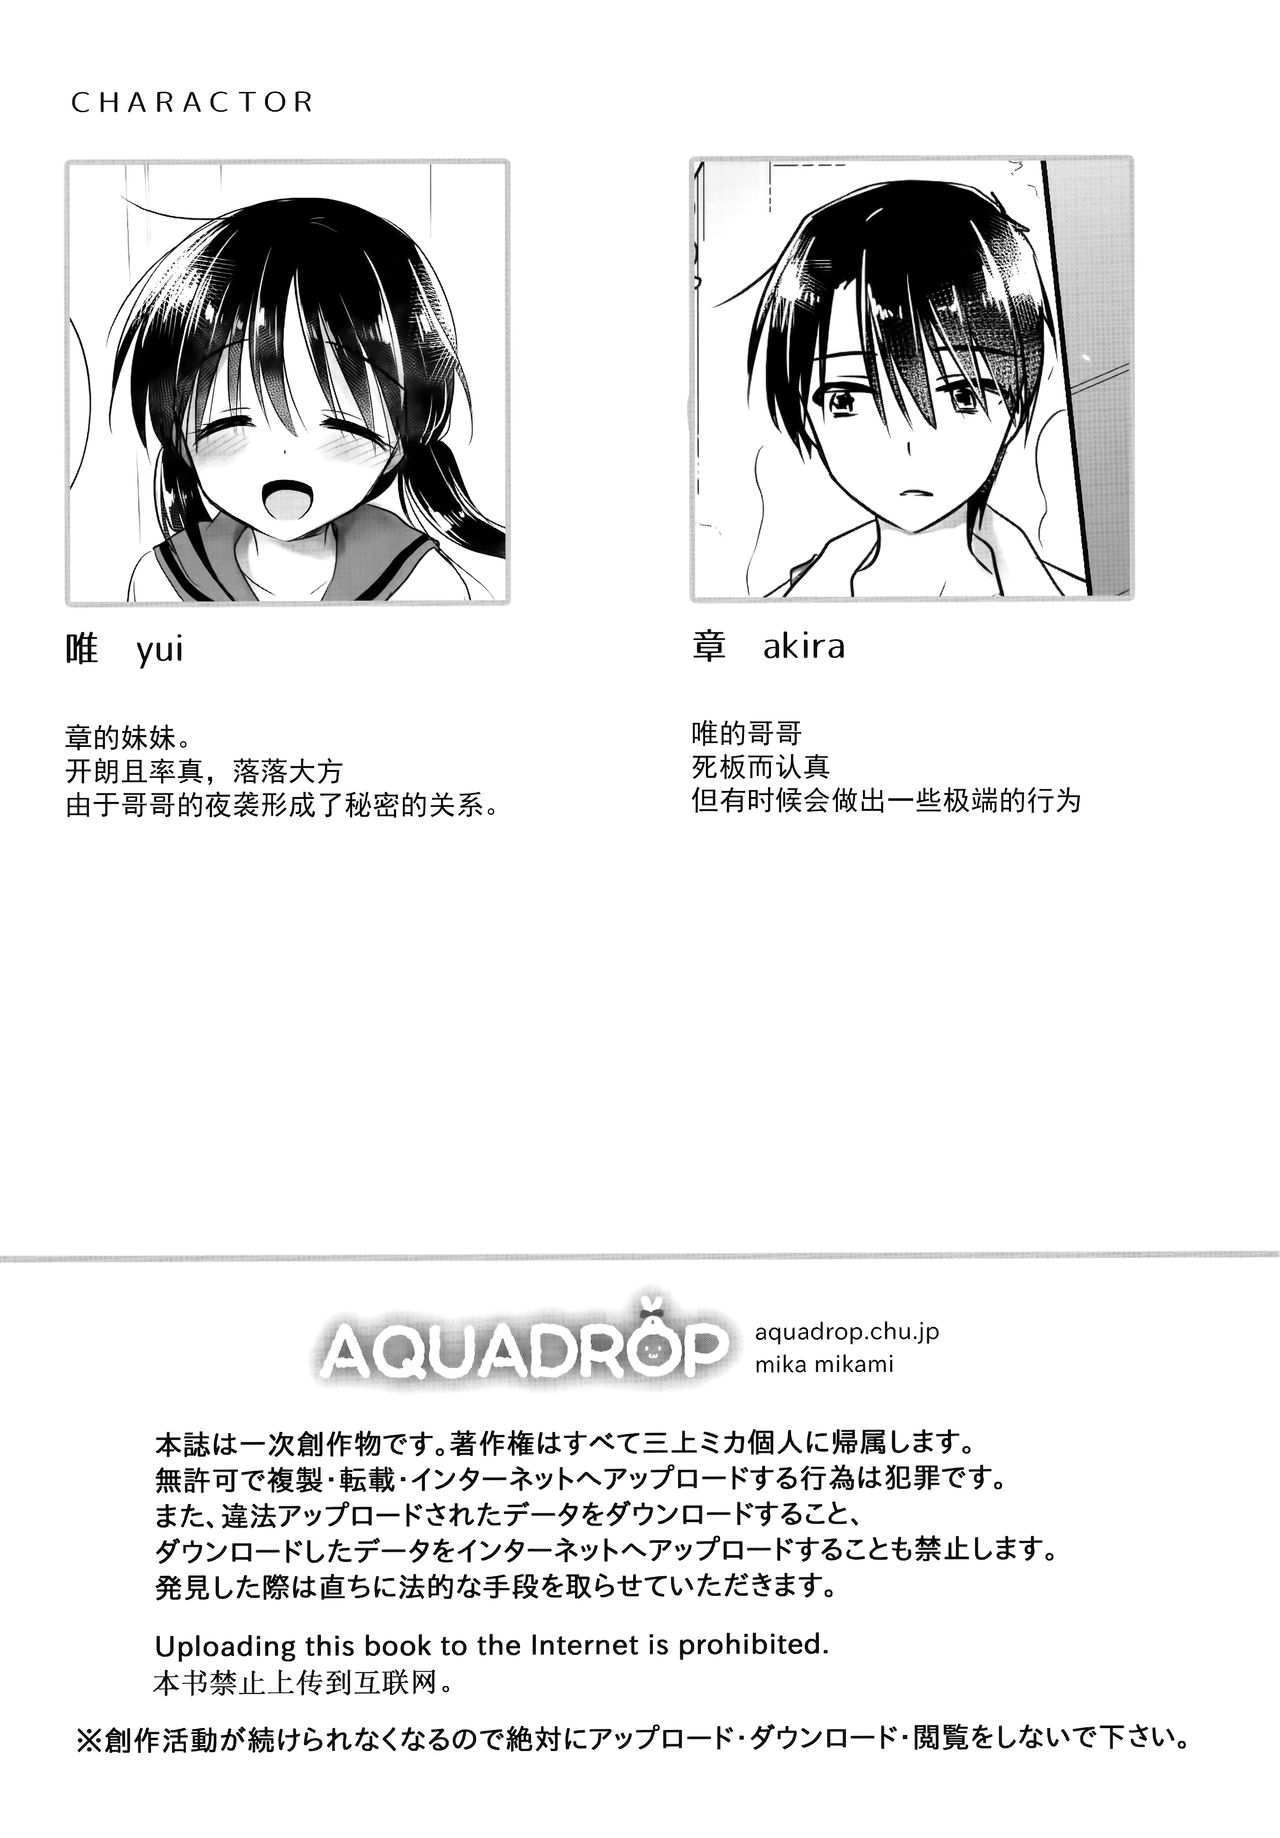 CHARACTOR
唯 yui
章的妹妹。
开朗且率真，落落大方
由于哥哥的夜袭形成了秘密的关系。
章 akira
唯的哥哥
死板而认真
但有时候会做出一些极端的行为
AQUADROP
aquadrop.chu.jp
mika mikami
本誌は一次創作物です。著作権はすべて三上ミカ個人に帰属します。
無許可で複製・転載・インターネットへアップロードする行為は犯罪です。
また、違法アップロードされたデータをダウンロードすること、
ダウンロードしたデータをインターネットへアップロードすることも禁止します。
発見した際は直ちに法的な手段を取らせていただきます。
Uploading this book to the Internet is prohibited.
本书禁止上传到互联网。
※創作活動が続けられなくなるので絶対にアップロード・ダウンロード・閲覧をしないで下さい。